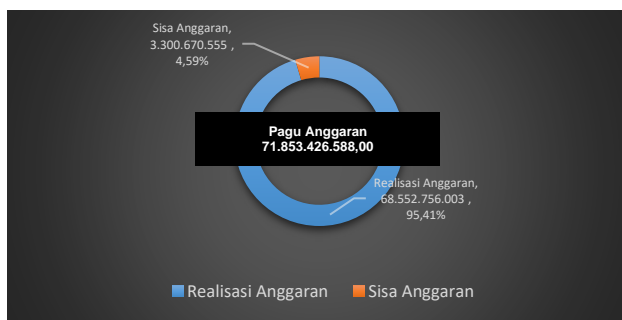 Sisa Anggaran,
3.300.670.555 ,
4,59%
Pagu Anggaran
71.853.426.588,00
Realisasi Anggaran,
68.552.756.003 ,
95,41%
Realisasi Anggaran
Sisa Anggaran